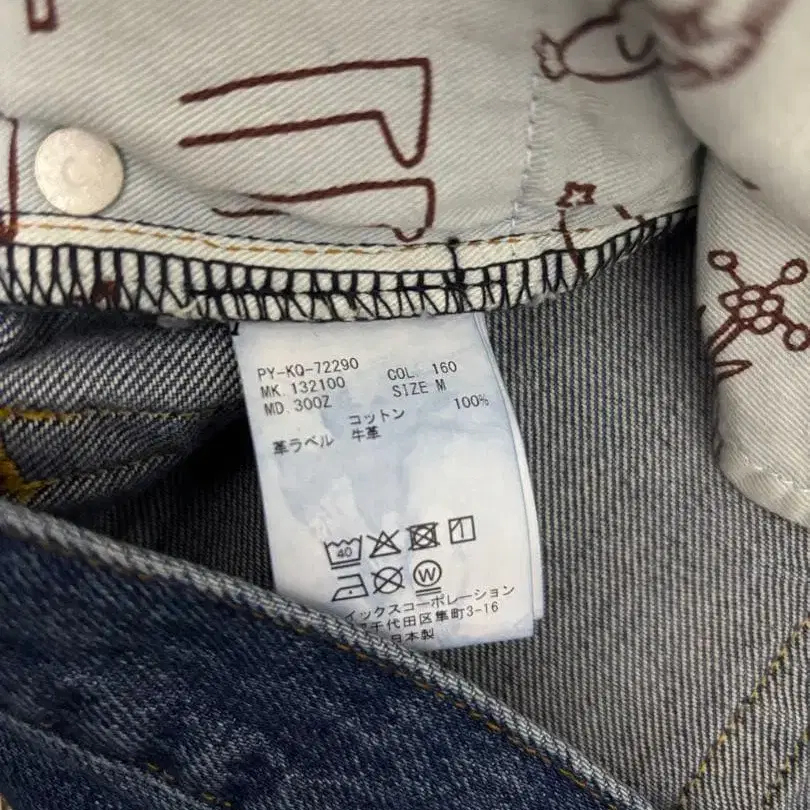 PY-KQ-72290
MK. 132100 COL. 160
MD. 300Z SIZE M
コットン 100%
革ラベル 牛革
40
W
イックスコーポレーション
千代田区隼町3-16
日本製